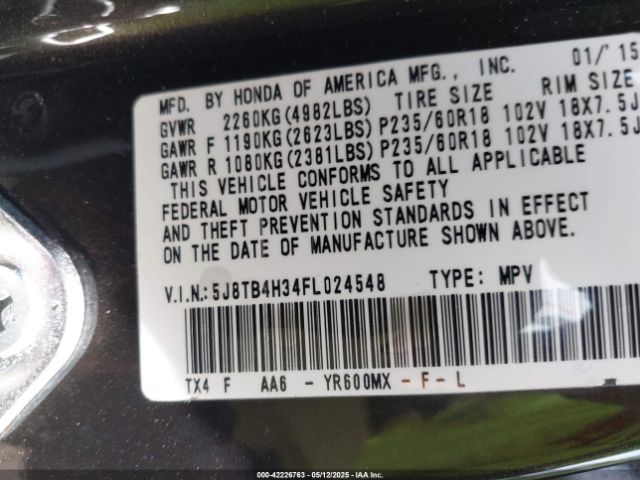 MFD. BY HONDA OF AMERICA MFG., INC. 01/'15
GVWR 2260KG(4982LBS) TIRE SIZE RIM SIZE
GAWR F 1190KG(2623LBS)P235/60R18 102V 18X7.5J
GAWR R 1080KG(2381LBS)P235/60R18 102V 18X7.5J
THIS VEHICLE CONFORMS TO ALL APPLICABLE
FEDERAL MOTOR VEHICLE SAFETY
AND THEFT PREVENTION STANDARDS IN EFFECT
ON THE DATE OF MANUFACTURE SHOWN ABOVE.
V.I.N.:5J8TB4H34FL024548 TYPE: MPV
TX4 F AA6 - YR600MX - F - L
000-42226763 - 05/12/2025 - IAA Inc.